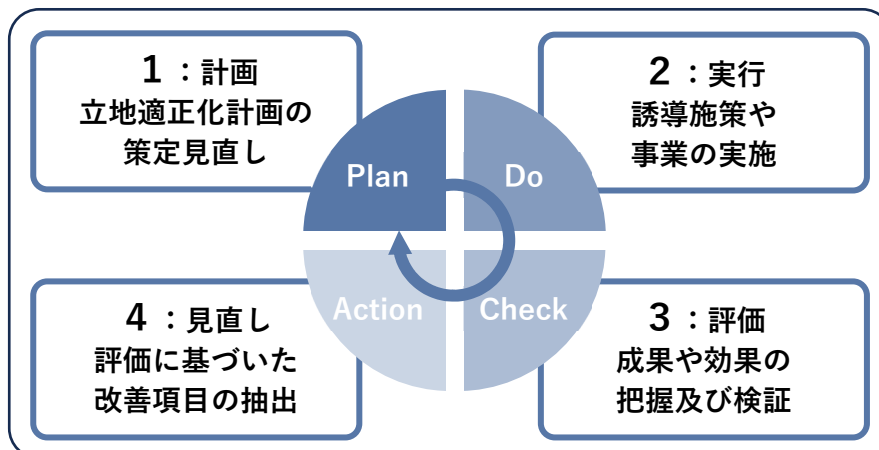 1 ：計画
立地適正化計画の
策定見直し
2 ：実行
誘導施策や
事業の実施
Plan
Do
Action
Check
4 ：見直し
評価に基づいた
改善項目の抽出
3 ：評価
成果や効果の
把握及び検証